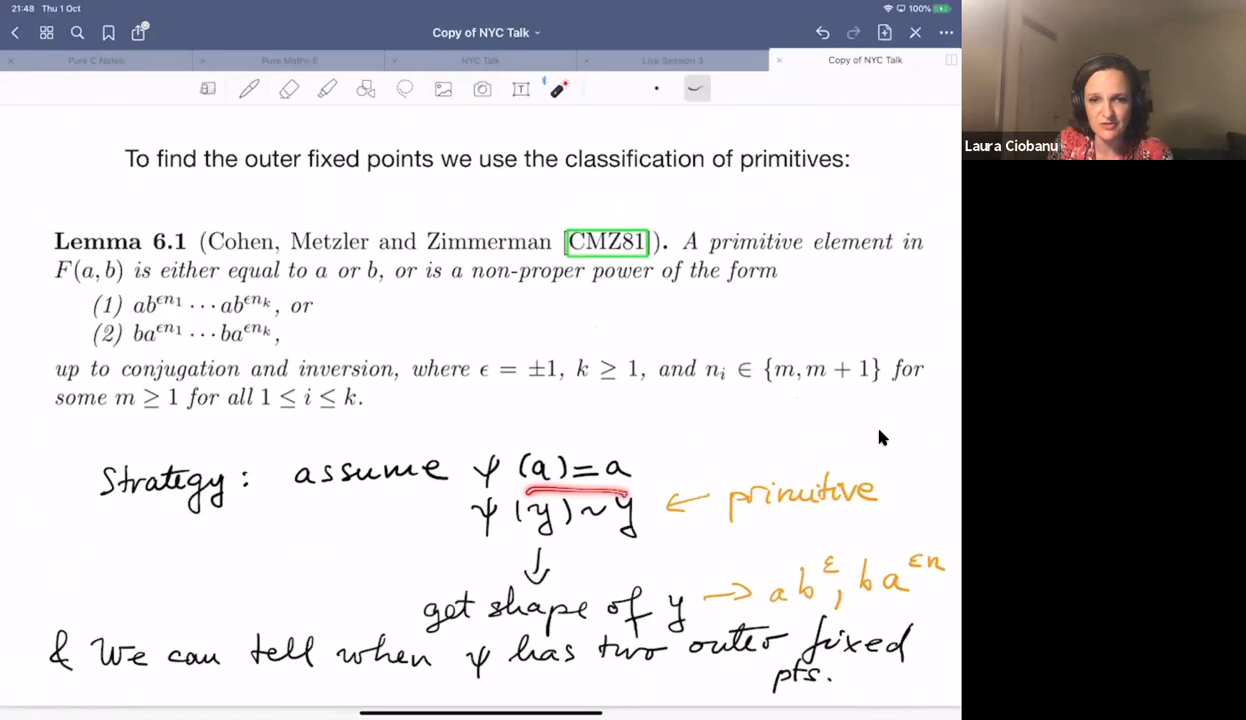 21:48 Thu 1 Oct
100%
Copy of NYC Talk
Pure C Notes
Pure Maths E
NYC Talk
Live Session 3
Copy of NYC Talk
To find the outer fixed points we use the classification of primitives:
Lemma 6.1 (Cohen, Metzler and Zimmerman [CMZ81]). A primitive element in
F(a, b) is either equal to a or b, or is a non-proper power of the form
(1) ab^{εn₁} ⋯ ab^{εn_k}, or
(2) ba^{εn₁} ⋯ ba^{εn_k},
up to conjugation and inversion, where ε = ±1, k ≥ 1, and n_i ∈ {m, m + 1} for
some m ≥ 1 for all 1 ≤ i ≤ k.
Strategy: assume ψ(a)=a
ψ(y)~y ← primitive
↓
get shape of y → ab^ε, ba^{εn}
& We can tell when ψ has two outer fixed
pts.
Laura Ciobanu